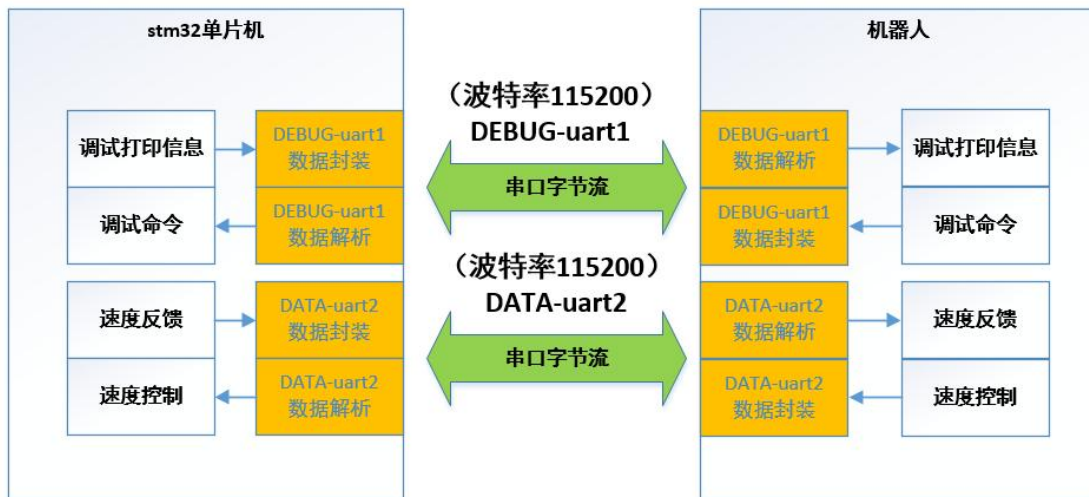 stm32单片机
调试打印信息
DEBUG-uart1
数据封装
调试命令
DEBUG-uart1
数据解析
速度反馈
DATA-uart2
数据封装
速度控制
DATA-uart2
数据解析
（波特率115200）
DEBUG-uart1
串口字节流
（波特率115200）
DATA-uart2
串口字节流
机器人
DEBUG-uart1
数据解析
调试打印信息
DEBUG-uart1
数据封装
调试命令
DATA-uart2
数据解析
速度反馈
DATA-uart2
数据封装
速度控制